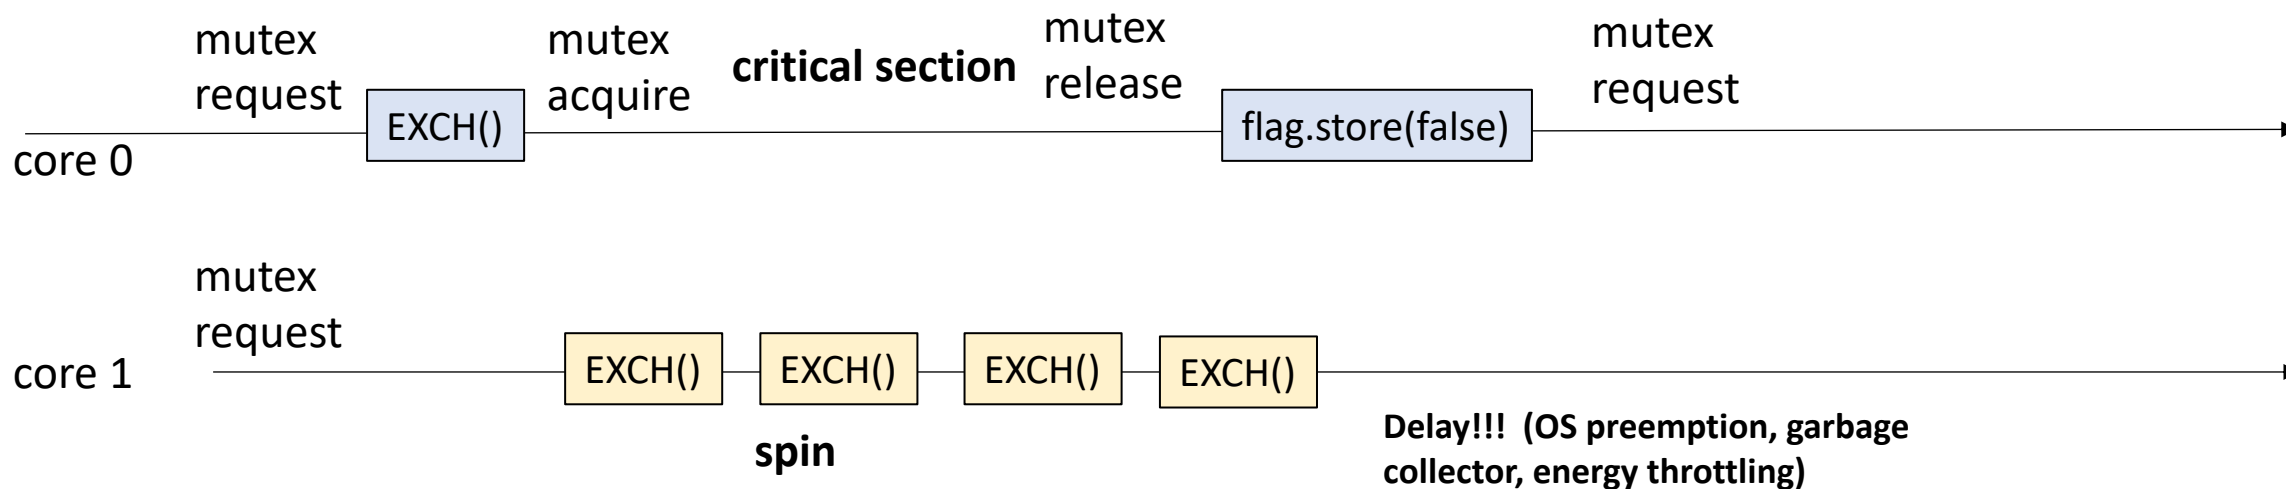 mutex
request
EXCH()
mutex
acquire
critical section
mutex
release
flag.store(false)
mutex
request
core 0
mutex
request
core 1
EXCH()
EXCH()
EXCH()
EXCH()
spin
Delay!!! (OS preemption, garbage
collector, energy throttling)